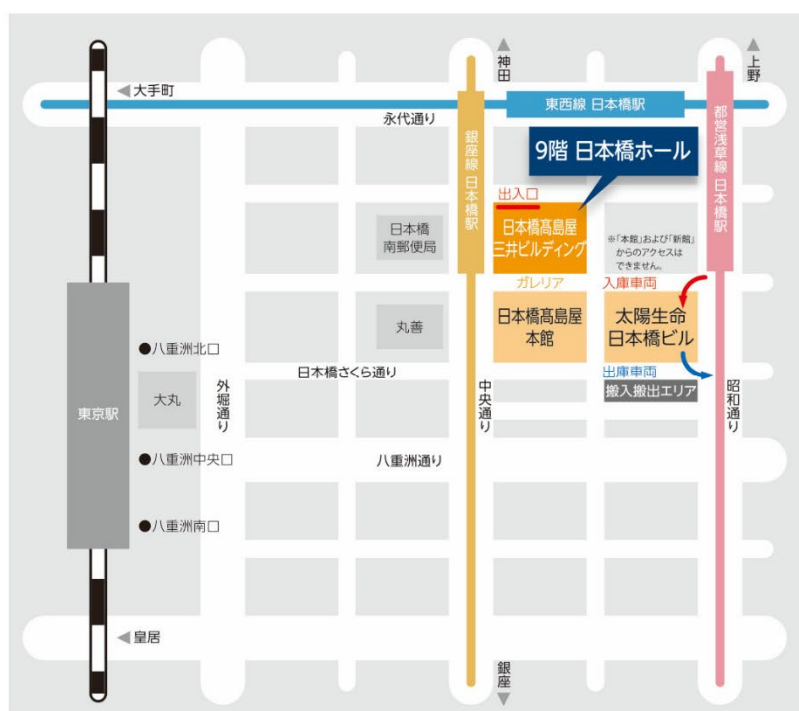 神田
上野
大手町
東西線 日本橋駅
永代通り
銀座線 日本橋駅
都営浅草線 日本橋駅
9階 日本橋ホール
出入口
日本橋
南郵便局
日本橋髙島屋
三井ビルディング
※「本館」および「新館」
からのアクセスは
できません。
ガレリア
入庫車両
丸善
日本橋髙島屋
本館
太陽生命
日本橋ビル
●八重洲北口
日本橋さくら通り
出庫車両
搬入搬出エリア
大丸
外堀通り
中央通り
昭和通り
東京駅
●八重洲中央口
八重洲通り
●八重洲南口
皇居
銀座